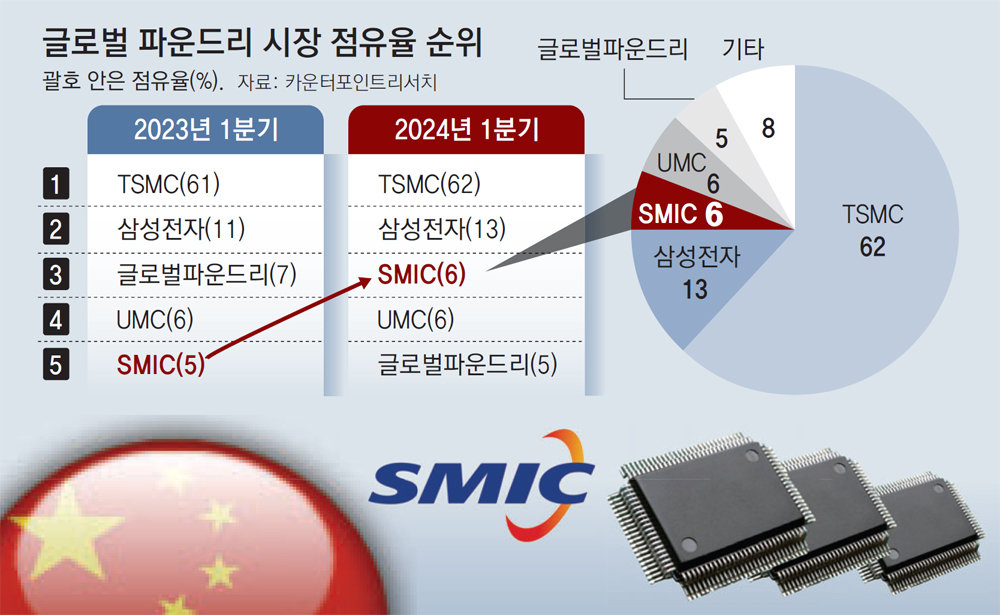 글로벌 파운드리 시장 점유율 순위
괄호 안은 점유율(%). 자료: 카운터포인트리서치
2023년 1분기
2024년 1분기
1 TSMC(61) TSMC(62)
2 삼성전자(11) 삼성전자(13)
3 글로벌파운드리(7) SMIC(6)
4 UMC(6) UMC(6)
5 SMIC(5) 글로벌파운드리(5)
글로벌파운드리
5
기타
8
UMC
6
SMIC 6
삼성전자
13
TSMC
62
SMIC